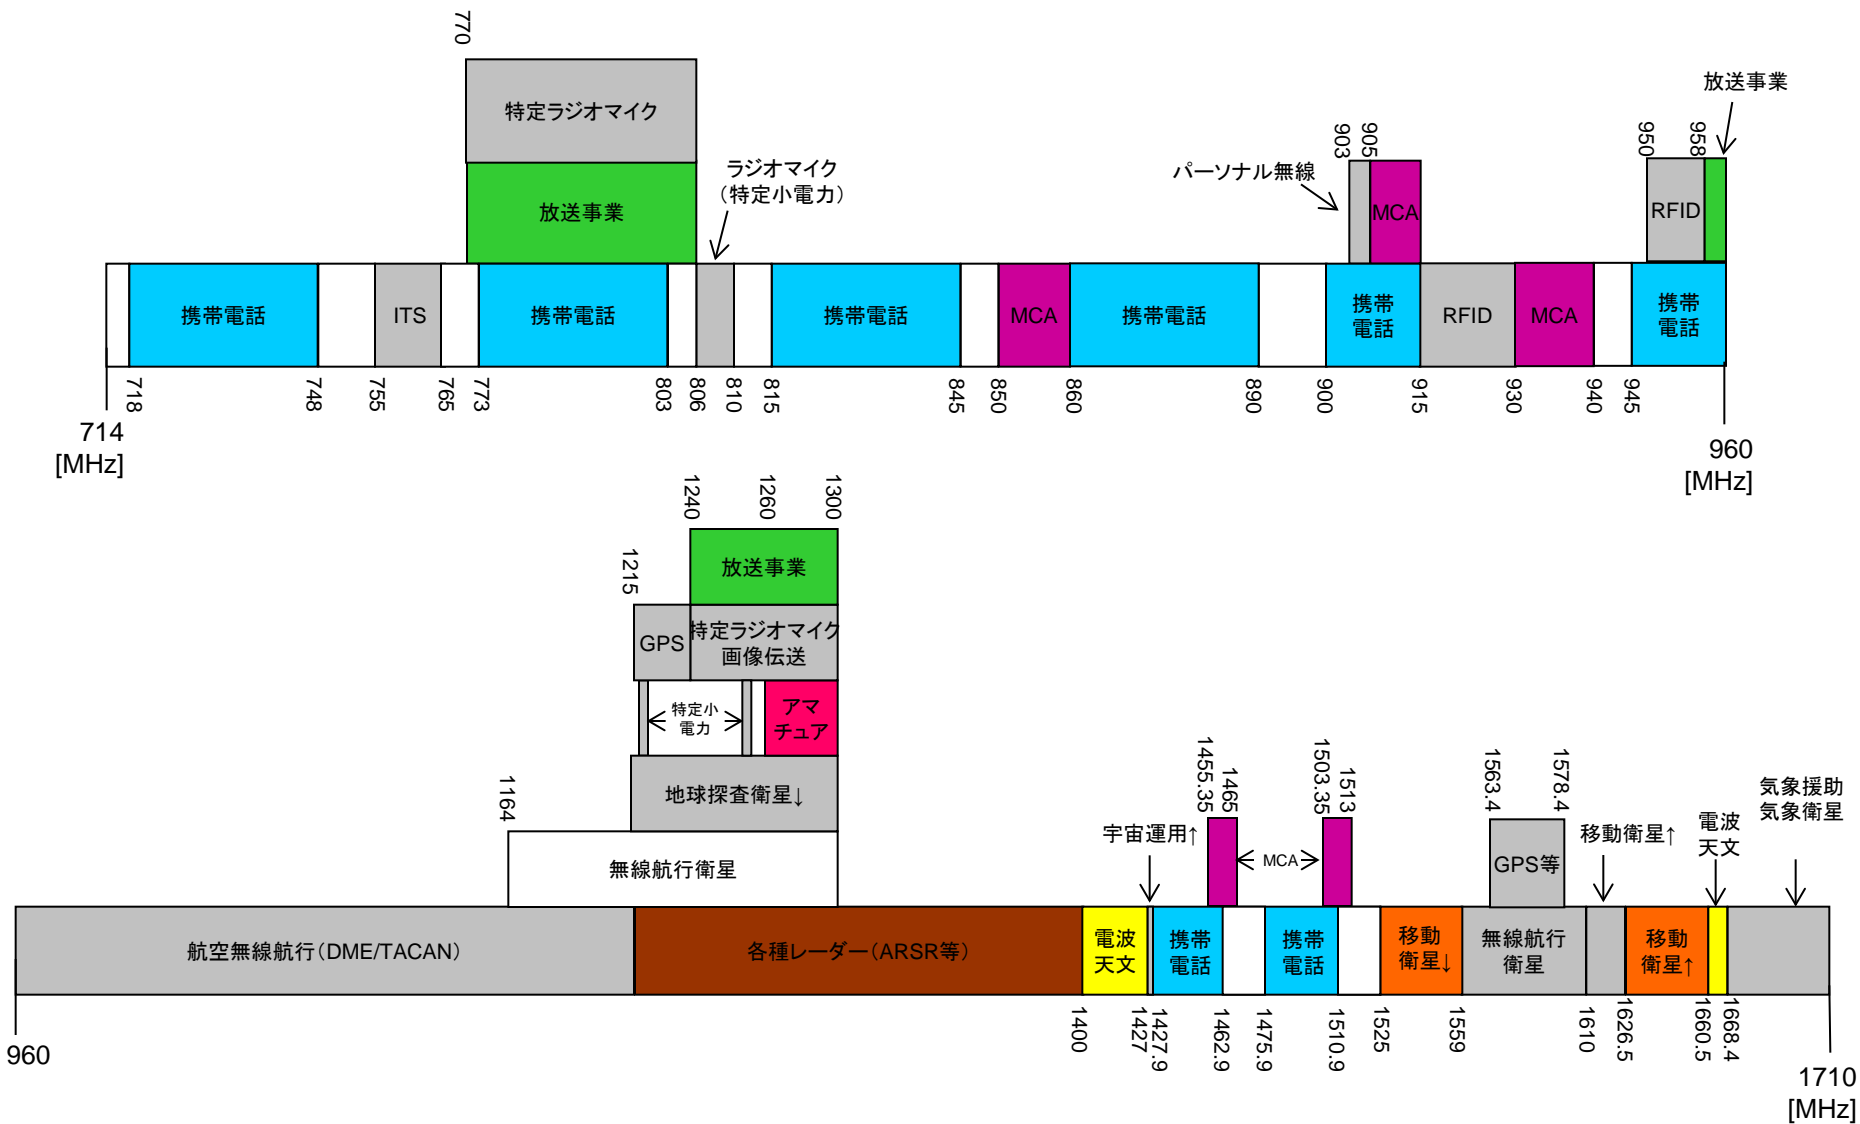 770
特定ラジオマイク
放送事業
ラジオマイク
（特定小電力）
パーソナル無線
903
905
MCA
950
958
RFID
放送事業
携帯電話
ITS
携帯電話
携帯電話
MCA
携帯電話
携帯
電話
RFID
MCA
携帯
電話
718
748
755
765
773
803
806
810
815
845
850
860
890
900
915
930
940
945
714
[MHz]
960
[MHz]
1240
1260
1300
放送事業
1215
GPS
特定ラジオマイク
画像伝送
特定小
電力
アマ
チュア
地球探査衛星↓
1164
無線航行衛星
宇宙運用↑
1455.35
1465
MCA
1503.35
1513
1563.4
1578.4
GPS等
移動衛星↑
電波
天文
気象援助
気象衛星
航空無線航行（DME/TACAN）
各種レーダー（ARSR等）
電波
天文
携帯
電話
携帯
電話
移動
衛星↓
無線航行
衛星
移動
衛星↑
960
1400
1427
1427.9
1462.9
1475.9
1510.9
1525
1559
1610
1626.5
1660.5
1668.4
1710
[MHz]